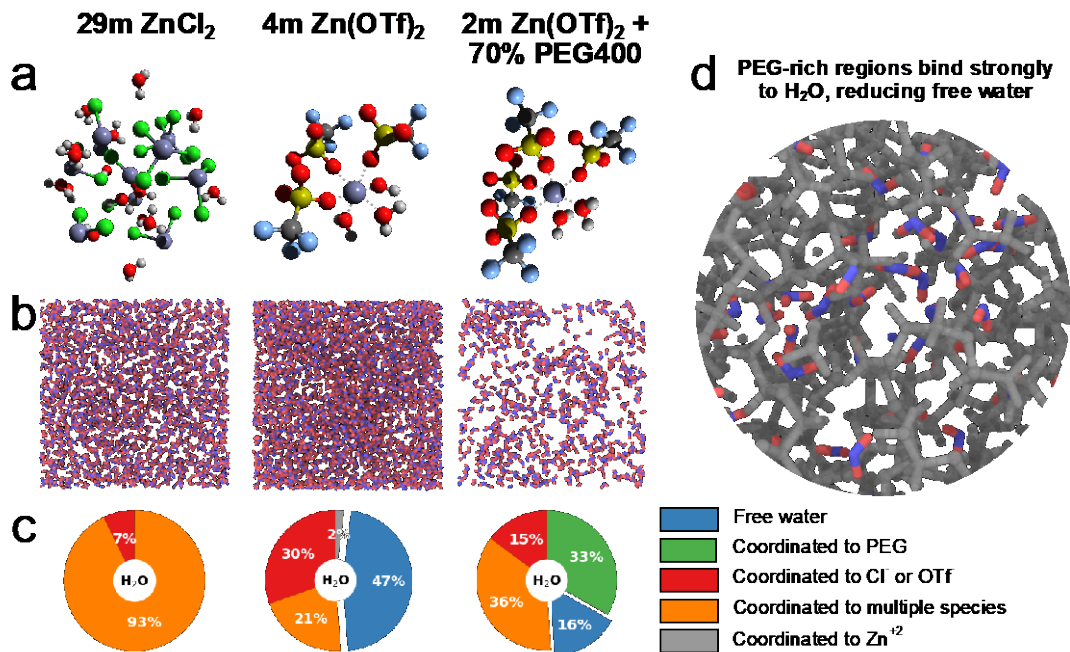 29m ZnCl₂
4m Zn(OTf)₂
2m Zn(OTf)₂ +
70% PEG400
a
b
c
d
PEG-rich regions bind strongly
to H₂O, reducing free water
7%
H₂O
93%
2%
30%
H₂O
47%
21%
15%
33%
H₂O
36%
16%
Free water
Coordinated to PEG
Coordinated to Cl⁻ or OTf⁻
Coordinated to multiple species
Coordinated to Zn⁺²